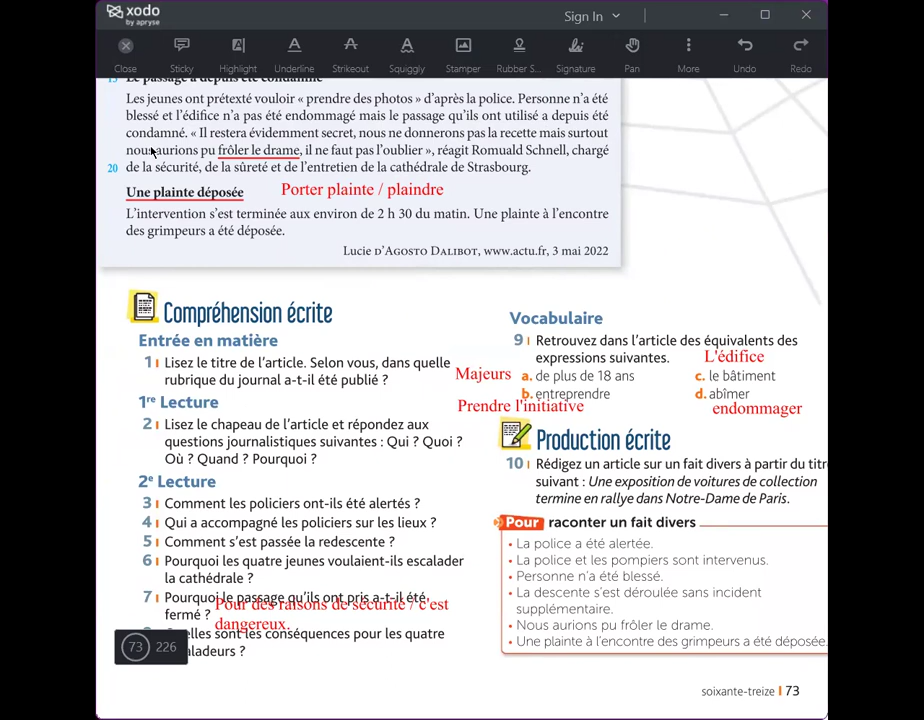 xodo
by apryse
Sign In
Close
Sticky
Highlight
Underline
Strikeout
Squiggly
Stamper
Rubber S...
Signature
Pan
More
Undo
Redo
15 Le passage a depuis été condamné
Les jeunes ont prétexté vouloir « prendre des photos » d'après la police. Personne n'a été
blessé et l'édifice n'a pas été endommagé mais le passage qu'ils ont utilisé a depuis été
condamné. « Il restera évidemment secret, nous ne donnerons pas la recette mais surtout
nous aurions pu frôler le drame, il ne faut pas l'oublier », réagit Romuald Schnell, chargé
20 de la sécurité, de la sûreté et de l'entretien de la cathédrale de Strasbourg.
Une plainte déposée Porter plainte / plaindre
L'intervention s'est terminée aux environ de 2 h 30 du matin. Une plainte à l'encontre
des grimpeurs a été déposée.
Lucie D'AGOSTO DALIBOT, www.actu.fr, 3 mai 2022
Compréhension écrite
Entrée en matière
1 Lisez le titre de l'article. Selon vous, dans quelle
rubrique du journal a-t-il été publié ?
1re Lecture
2 Lisez le chapeau de l'article et répondez aux
questions journalistiques suivantes : Qui ? Quoi ?
Où ? Quand ? Pourquoi ?
2e Lecture
3 Comment les policiers ont-ils été alertés ?
4 Qui a accompagné les policiers sur les lieux ?
5 Comment s'est passée la redescente ?
6 Pourquoi les quatre jeunes voulaient-ils escalader
la cathédrale ?
7 Pourquoi le passage qu'ils ont pris a-t-il été
fermé ?
Pour des raisons de sécurité / c'est
dangereux.
elles sont les conséquences pour les quatre
aladeurs ?
73 226
Vocabulaire
9 Retrouvez dans l'article des équivalents des
expressions suivantes.
L'édifice
Majeurs
a. de plus de 18 ans
c. le bâtiment
b. entreprendre
d. abîmer
Prendre l'initiative
endommager
Production écrite
10 Rédigez un article sur un fait divers à partir du titr
suivant : Une exposition de voitures de collection
termine en rallye dans Notre-Dame de Paris.
Pour raconter un fait divers
• La police a été alertée.
• La police et les pompiers sont intervenus.
• Personne n'a été blessé.
• La descente s'est déroulée sans incident
supplémentaire.
• Nous aurions pu frôler le drame.
• Une plainte à l'encontre des grimpeurs a été déposée.
soixante-treize 73